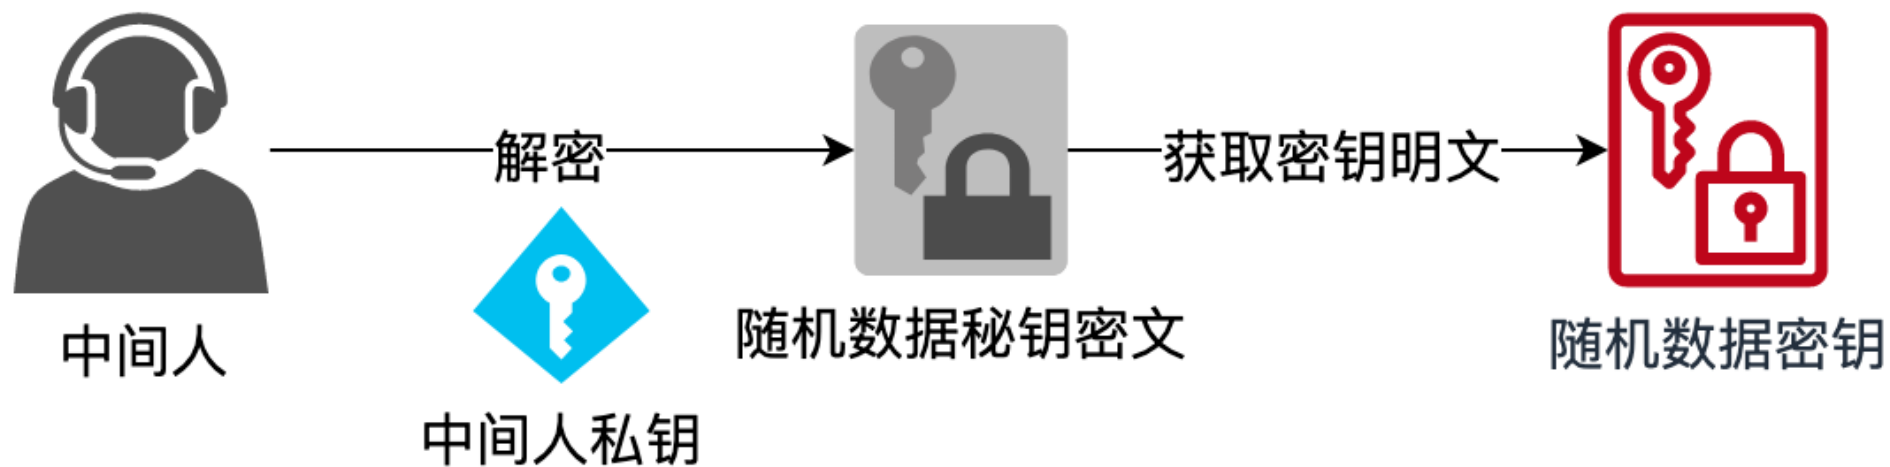 解密
获取密钥明文
中间人
中间人私钥
随机数据秘钥密文
随机数据密钥